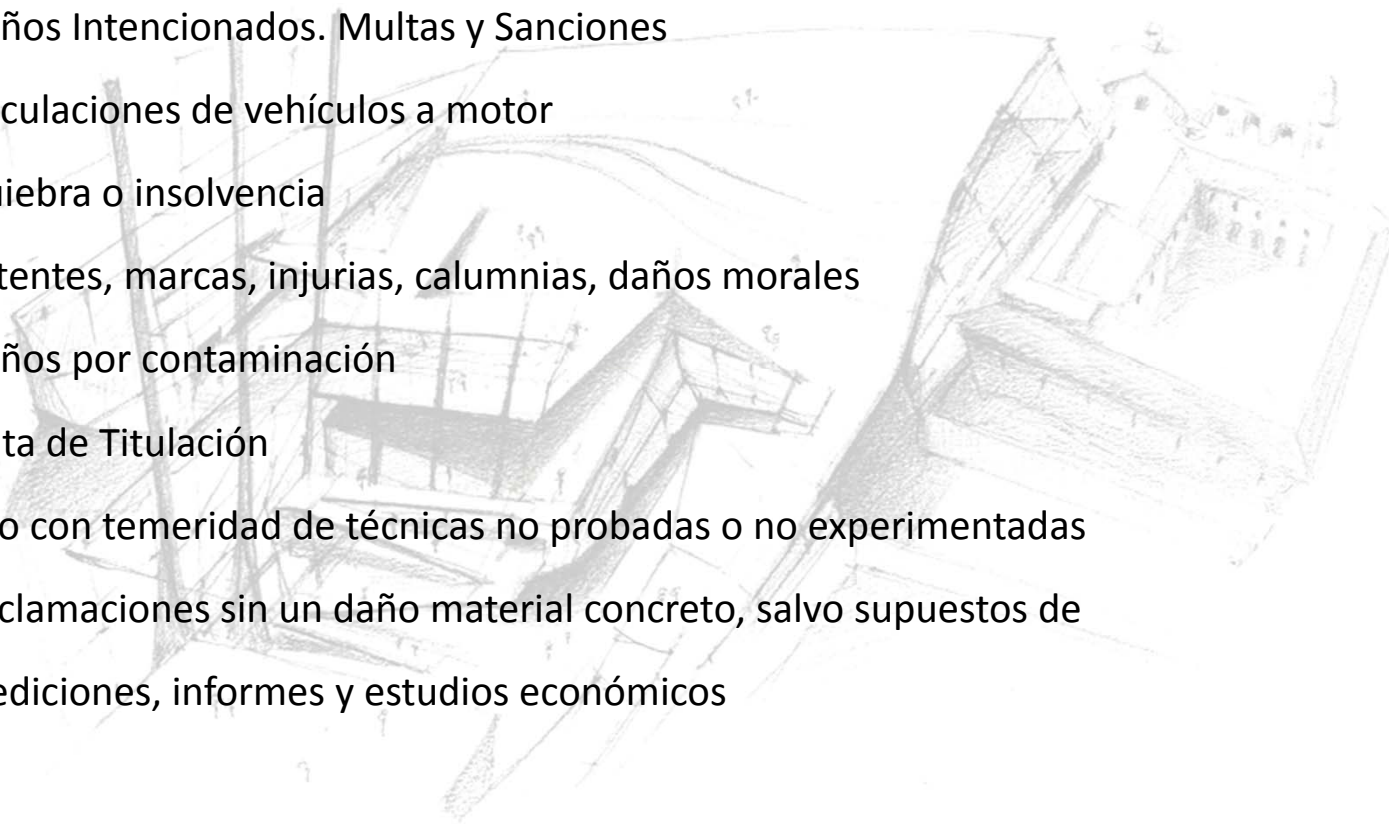 ños Intencionados. Multas y Sanciones
culaciones de vehículos a motor
iebra o insolvencia
tentes, marcas, injurias, calumnias, daños morales
ños por contaminación
ta de Titulación
o con temeridad de técnicas no probadas o no experimentadas
clamaciones sin un daño material concreto, salvo supuestos de
ediciones, informes y estudios económicos